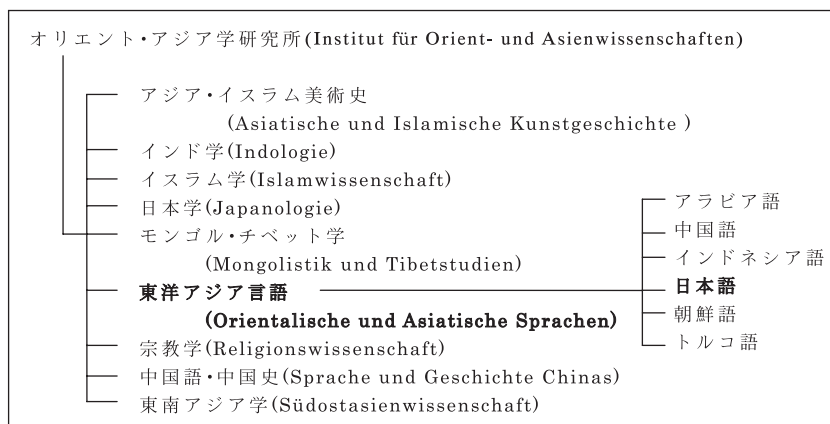 オリエント・アジア学研究所(Institut für Orient- und Asienwissenschaften)
アジア・イスラム美術史
(Asiatische und Islamische Kunstgeschichte )
インド学(Indologie)
イスラム学(Islamwissenschaft)
日本学(Japanologie)
モンゴル・チベット学
(Mongolistik und Tibetstudien)
東洋アジア言語
(Orientalische und Asiatische Sprachen)
宗教学(Religionswissenschaft)
中国語・中国史(Sprache und Geschichte Chinas)
東南アジア学(Südostasienwissenschaft)
アラビア語
中国語
インドネシア語
日本語
朝鮮語
トルコ語